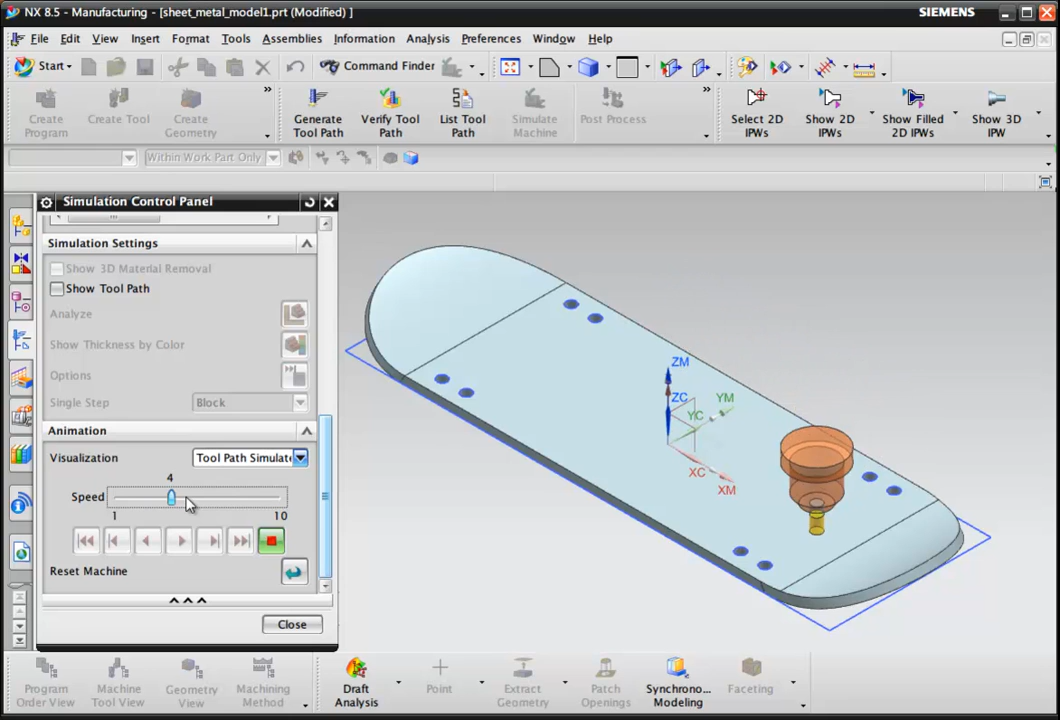 NX 8.5 - Manufacturing - [sheet_metal_model1.prt (Modified) ]
SIEMENS
File Edit View Insert Format Tools Assemblies Information Analysis Preferences Window Help
Start Command Finder
Create Program
Create Tool
Create Geometry
Generate Tool Path
Verify Tool Path
List Tool Path
Simulate Machine
Post Process
Select 2D IPWs
Show 2D IPWs
Show Filled 2D IPWs
Show 3D IPW
Within Work Part Only
Simulation Control Panel
Simulation Settings
Show 3D Material Removal
Show Tool Path
Analyze
Show Thickness by Color
Options
Single Step Block
Animation
Visualization Tool Path Simulate
4
Speed
1 10
Reset Machine
Close
ZM
ZC
YM
YC
XC
XM
Program Order View
Machine Tool View
Geometry View
Machining Method
Draft Analysis
Point
Extract Geometry
Patch Openings
Synchrono... Modeling
Faceting